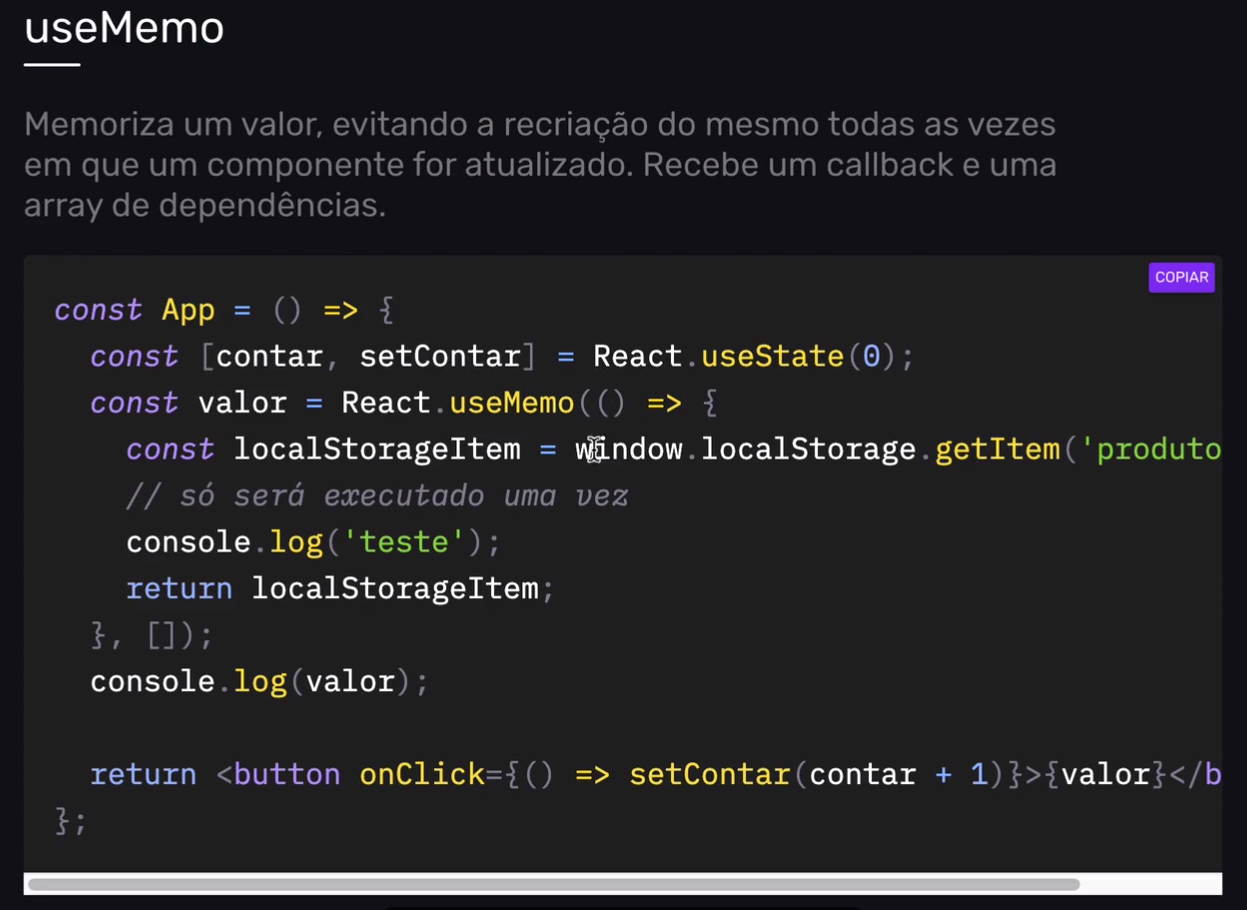 useMemo
Memoriza um valor, evitando a recriação do mesmo todas as vezes
em que um componente for atualizado. Recebe um callback e uma
array de dependências.
COPIAR
const App = () => {
  const [contar, setContar] = React.useState(0);
  const valor = React.useMemo(() => {
    const localStorageItem = window.localStorage.getItem('produto
    // só será executado uma vez
    console.log('teste');
    return localStorageItem;
  }, []);
  console.log(valor);
  return <button onClick={() => setContar(contar + 1)}>{valor}</b
};